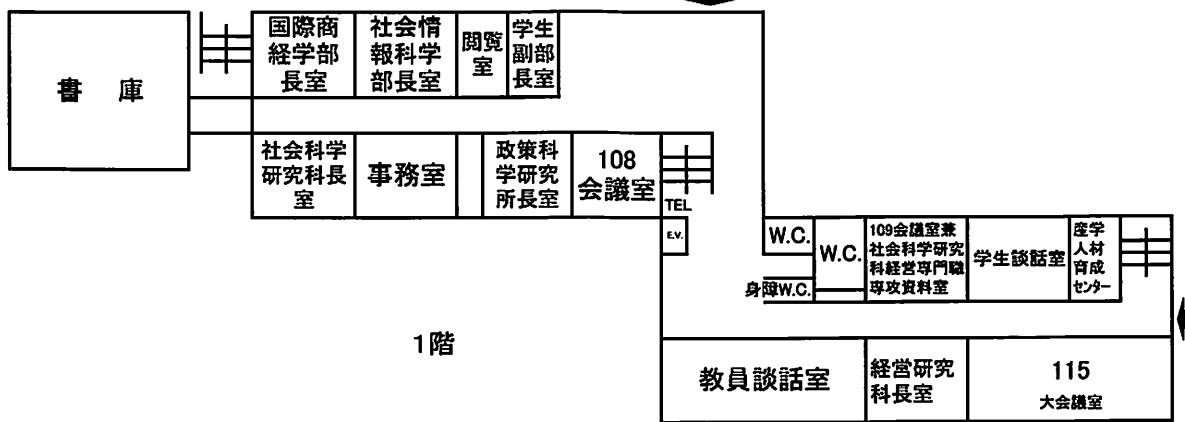 書 庫
国際商
経学部
長室
社会情
報科学
部長室
閲覧
室
学生
副部
長室
社会科学
研究科長
室
事務室
政策科
学研究
所長室
108
会議室
TEL
E.V.
W.C.
W.C.
身障W.C.
109会議室兼
社会科学研究
科経営専門職
専攻資料室
学生談話室
産学
人材
育成
センター
1階
教員談話室
経営研究
科長室
115
大会議室